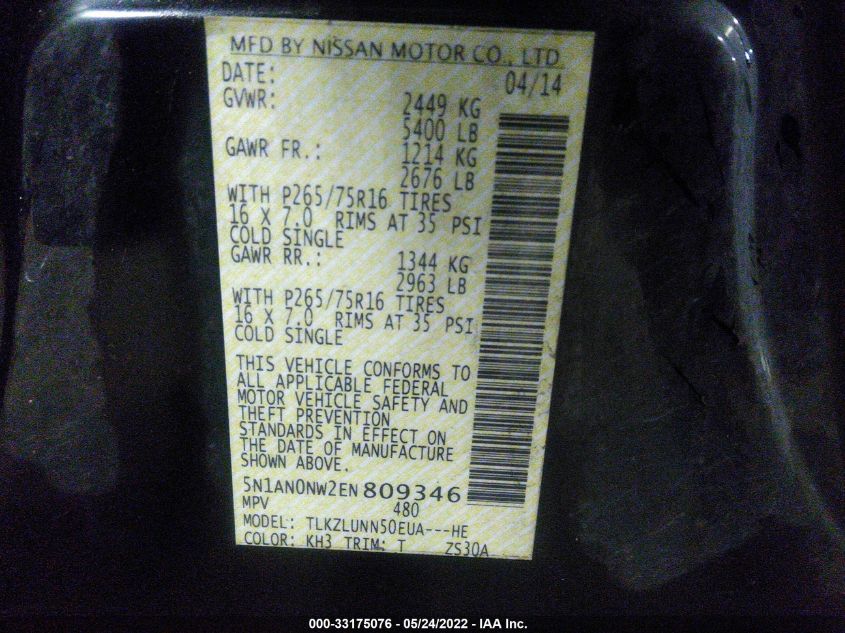 MFD BY NISSAN MOTOR CO., LTD.
DATE: 04/14
GVWR: 2449 KG
5400 LB
GAWR FR.: 1214 KG
2676 LB
WITH P265/75R16 TIRES
16 X 7.0 RIMS AT 35 PSI
COLD SINGLE
GAWR RR.: 1344 KG
2963 LB
WITH P265/75R16 TIRES
16 X 7.0 RIMS AT 35 PSI
COLD SINGLE
THIS VEHICLE CONFORMS TO
ALL APPLICABLE FEDERAL
MOTOR VEHICLE SAFETY AND
THEFT PREVENTION
STANDARDS IN EFFECT ON
THE DATE OF MANUFACTURE
SHOWN ABOVE.
5N1AN0NW2EN809346
MPV 480
MODEL: TLKZLUNN50EUA---HE
COLOR: KH3 TRIM: T ZS30A
000-33175076 - 05/24/2022 - IAA Inc.